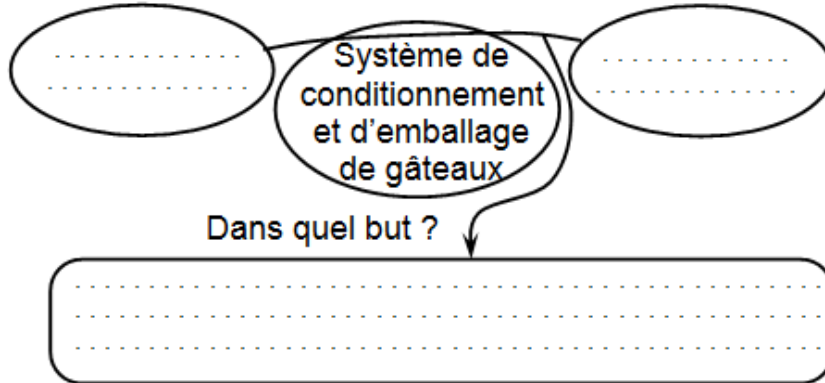 Système de
conditionnement
et d'emballage
de gâteaux
Dans quel but ?